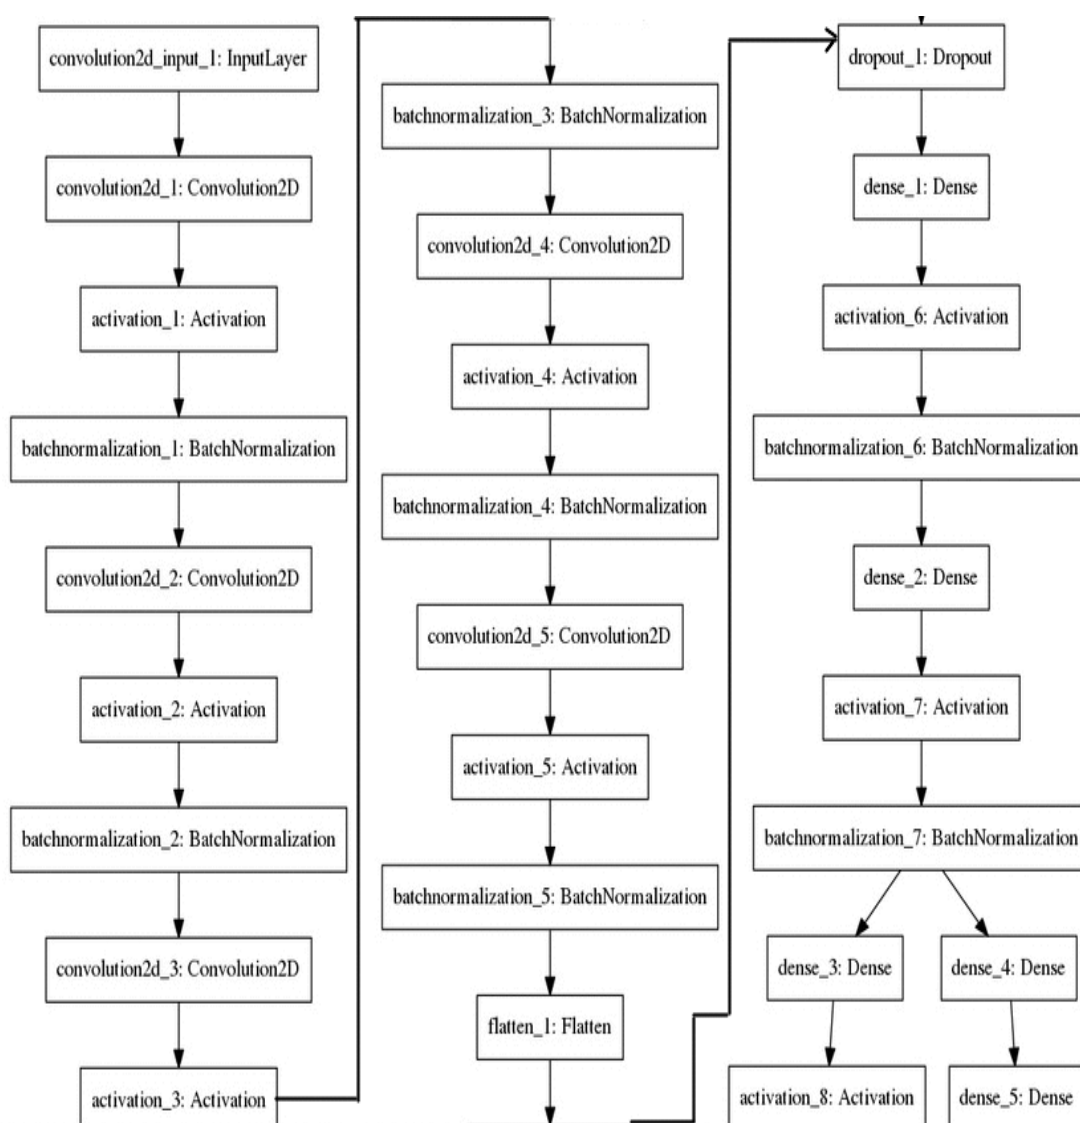 convolution2d_input_1: InputLayer
convolution2d_1: Convolution2D
activation_1: Activation
batchnormalization_1: BatchNormalization
convolution2d_2: Convolution2D
activation_2: Activation
batchnormalization_2: BatchNormalization
convolution2d_3: Convolution2D
activation_3: Activation
batchnormalization_3: BatchNormalization
convolution2d_4: Convolution2D
activation_4: Activation
batchnormalization_4: BatchNormalization
convolution2d_5: Convolution2D
activation_5: Activation
batchnormalization_5: BatchNormalization
flatten_1: Flatten
dropout_1: Dropout
dense_1: Dense
activation_6: Activation
batchnormalization_6: BatchNormalization
dense_2: Dense
activation_7: Activation
batchnormalization_7: BatchNormalization
dense_3: Dense
dense_4: Dense
activation_8: Activation
dense_5: Dense